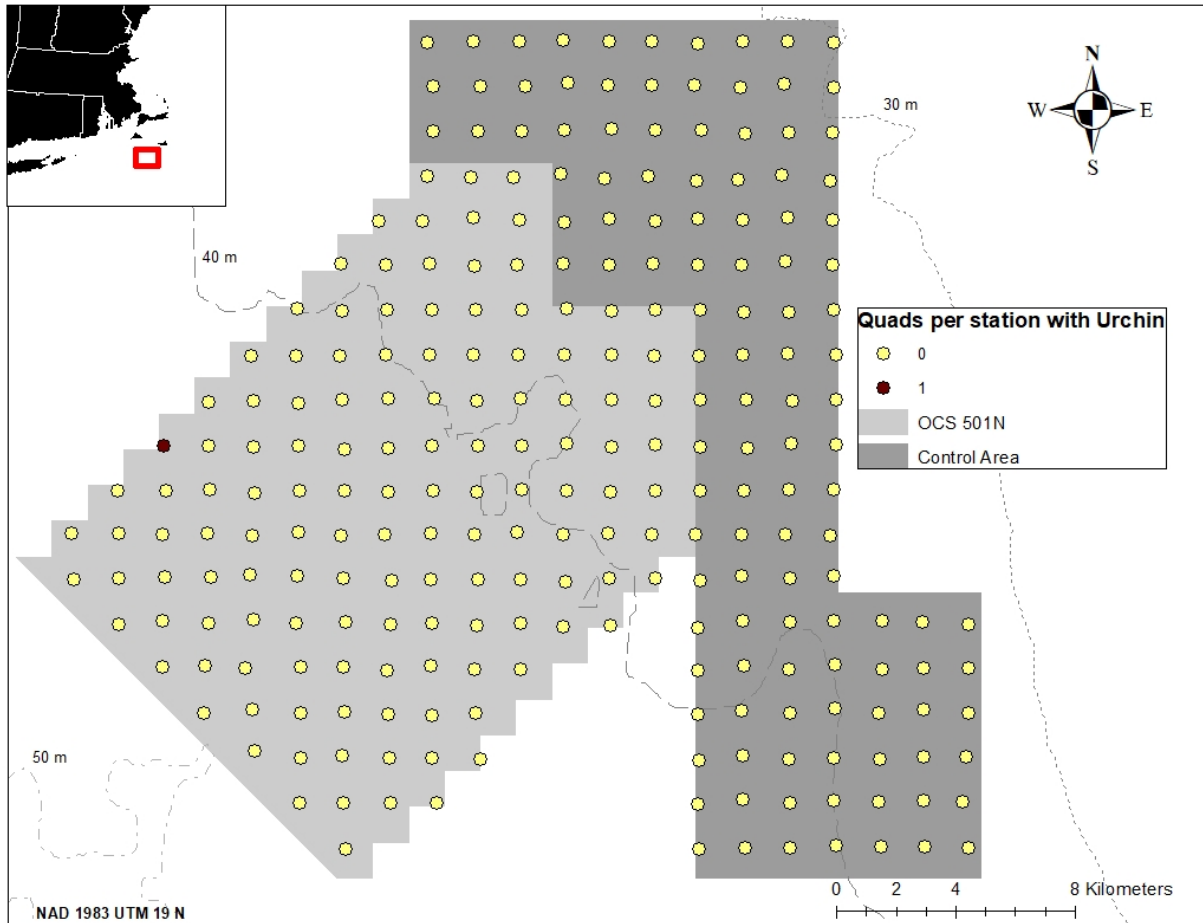 N
W
E
S
30 m
40 m
Quads per station with Urchin
0
1
OCS 501N
Control Area
50 m
0 2 4 8 Kilometers
NAD 1983 UTM 19 N